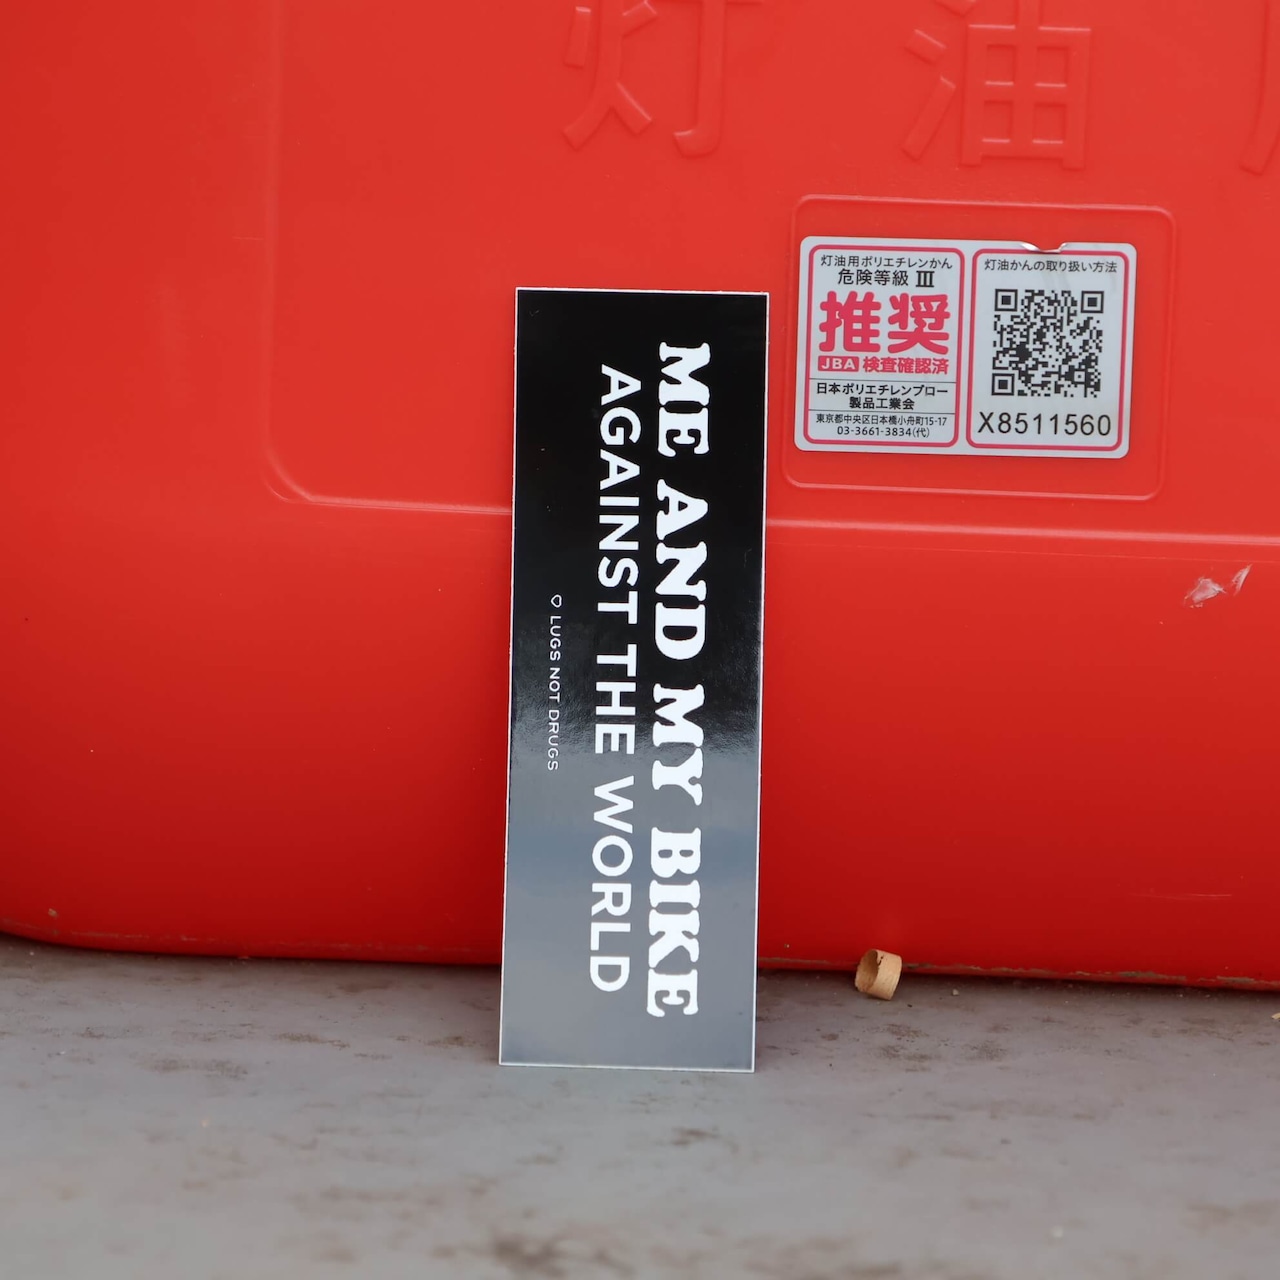 灯油
灯油用ポリエチレンかん
危険等級 III
推奨
JBA 検査確認済
日本ポリエチレンブロー
製品工業会
東京都中央区日本橋小舟町15-17
03-3661-3834(代)
灯油かんの取り扱い方法
X8511560
ME AND MY BIKE
AGAINST THE WORLD
♡ LUGS NOT DRUGS